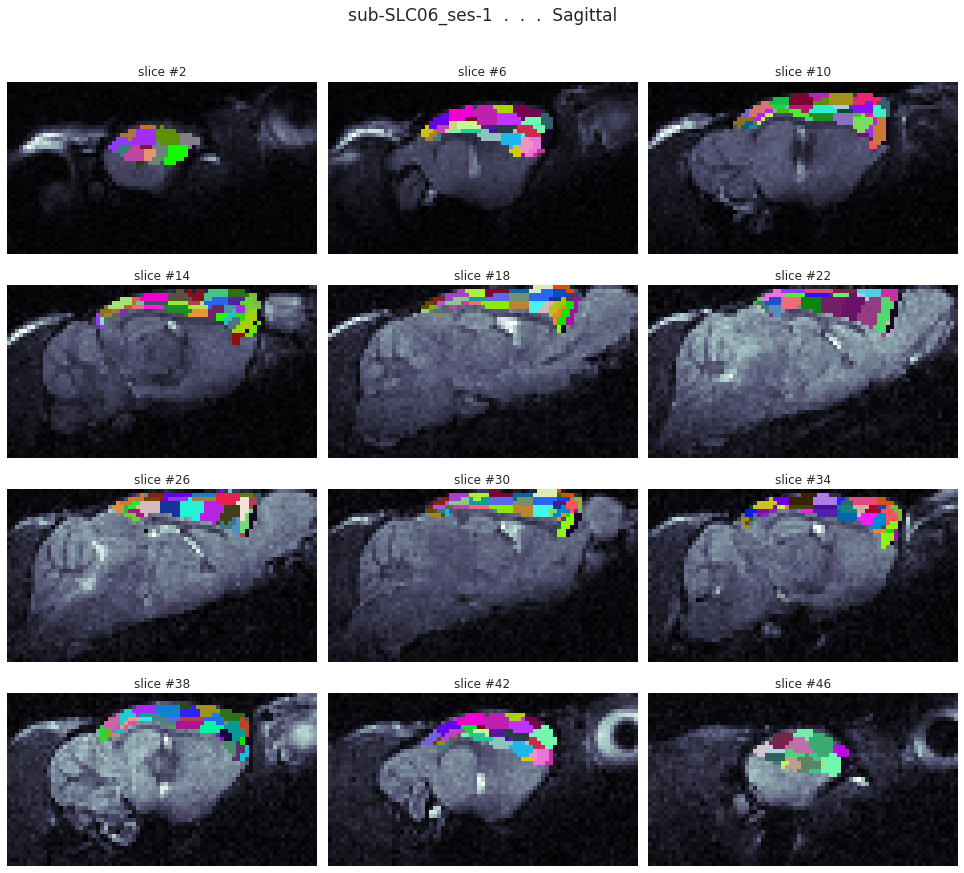 sub-SLC06_ses-1 . . . Sagittal
slice #2
slice #6
slice #10
slice #14
slice #18
slice #22
slice #26
slice #30
slice #34
slice #38
slice #42
slice #46